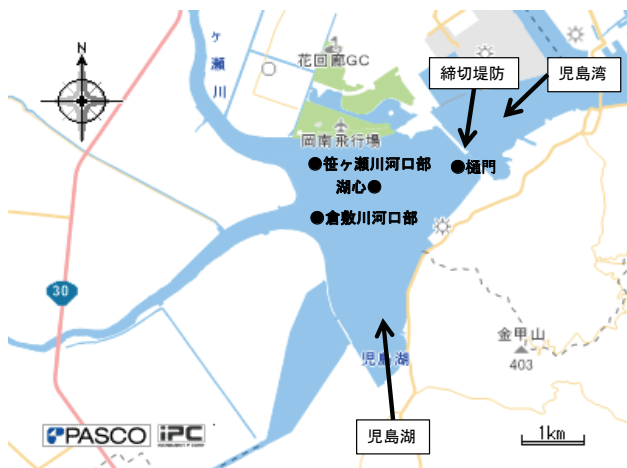 N
ヶ瀬川
花回廊GC
締切堤防
児島湾
岡南飛行場
●笹ヶ瀬川河口部
湖心●
●樋門
●倉敷川河口部
30
金甲山
403
児島湖
児島湖
PASCO
iPC
1km